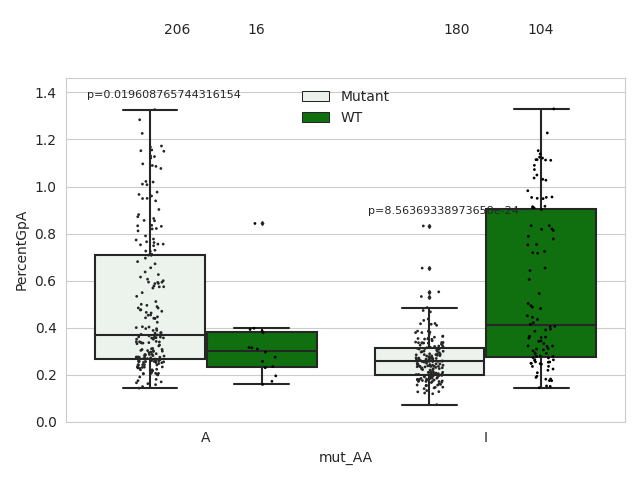 206 16 180 104
p=0.019608765744316154
Mutant
WT
p=8.56369338973659e-24
1.4
1.2
1.0
0.8
0.6
0.4
0.2
0.0
PercentGpA
A I
mut_AA